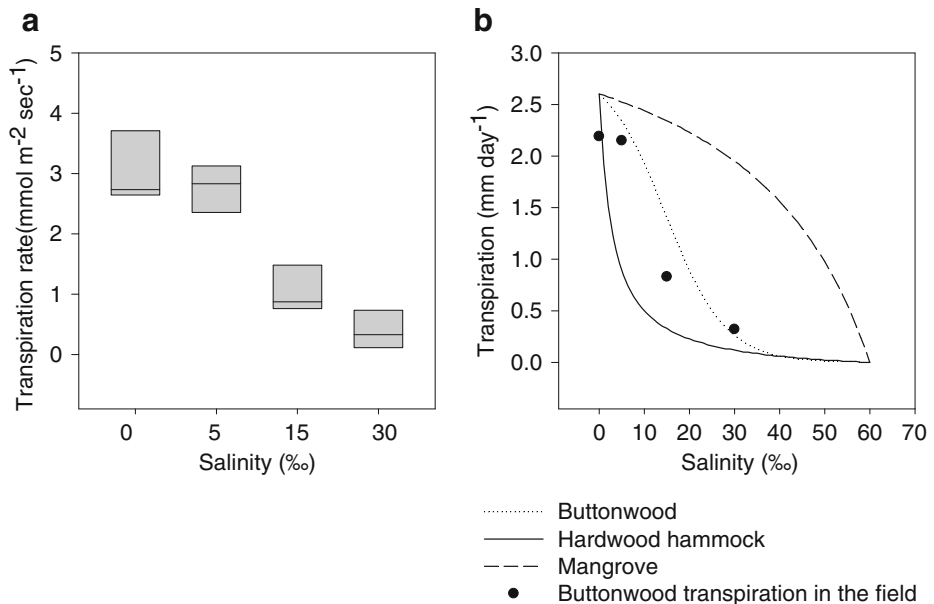 a
Transpiration rate(mmol m-2 sec-1)
5
4
3
2
1
0
0 5 15 30
Salinity (‰)
b
Transpiration (mm day-1)
3.0
2.5
2.0
1.5
1.0
0.5
0.0
0 10 20 30 40 50 60 70
Salinity (‰)
Buttonwood
Hardwood hammock
Mangrove
Buttonwood transpiration in the field